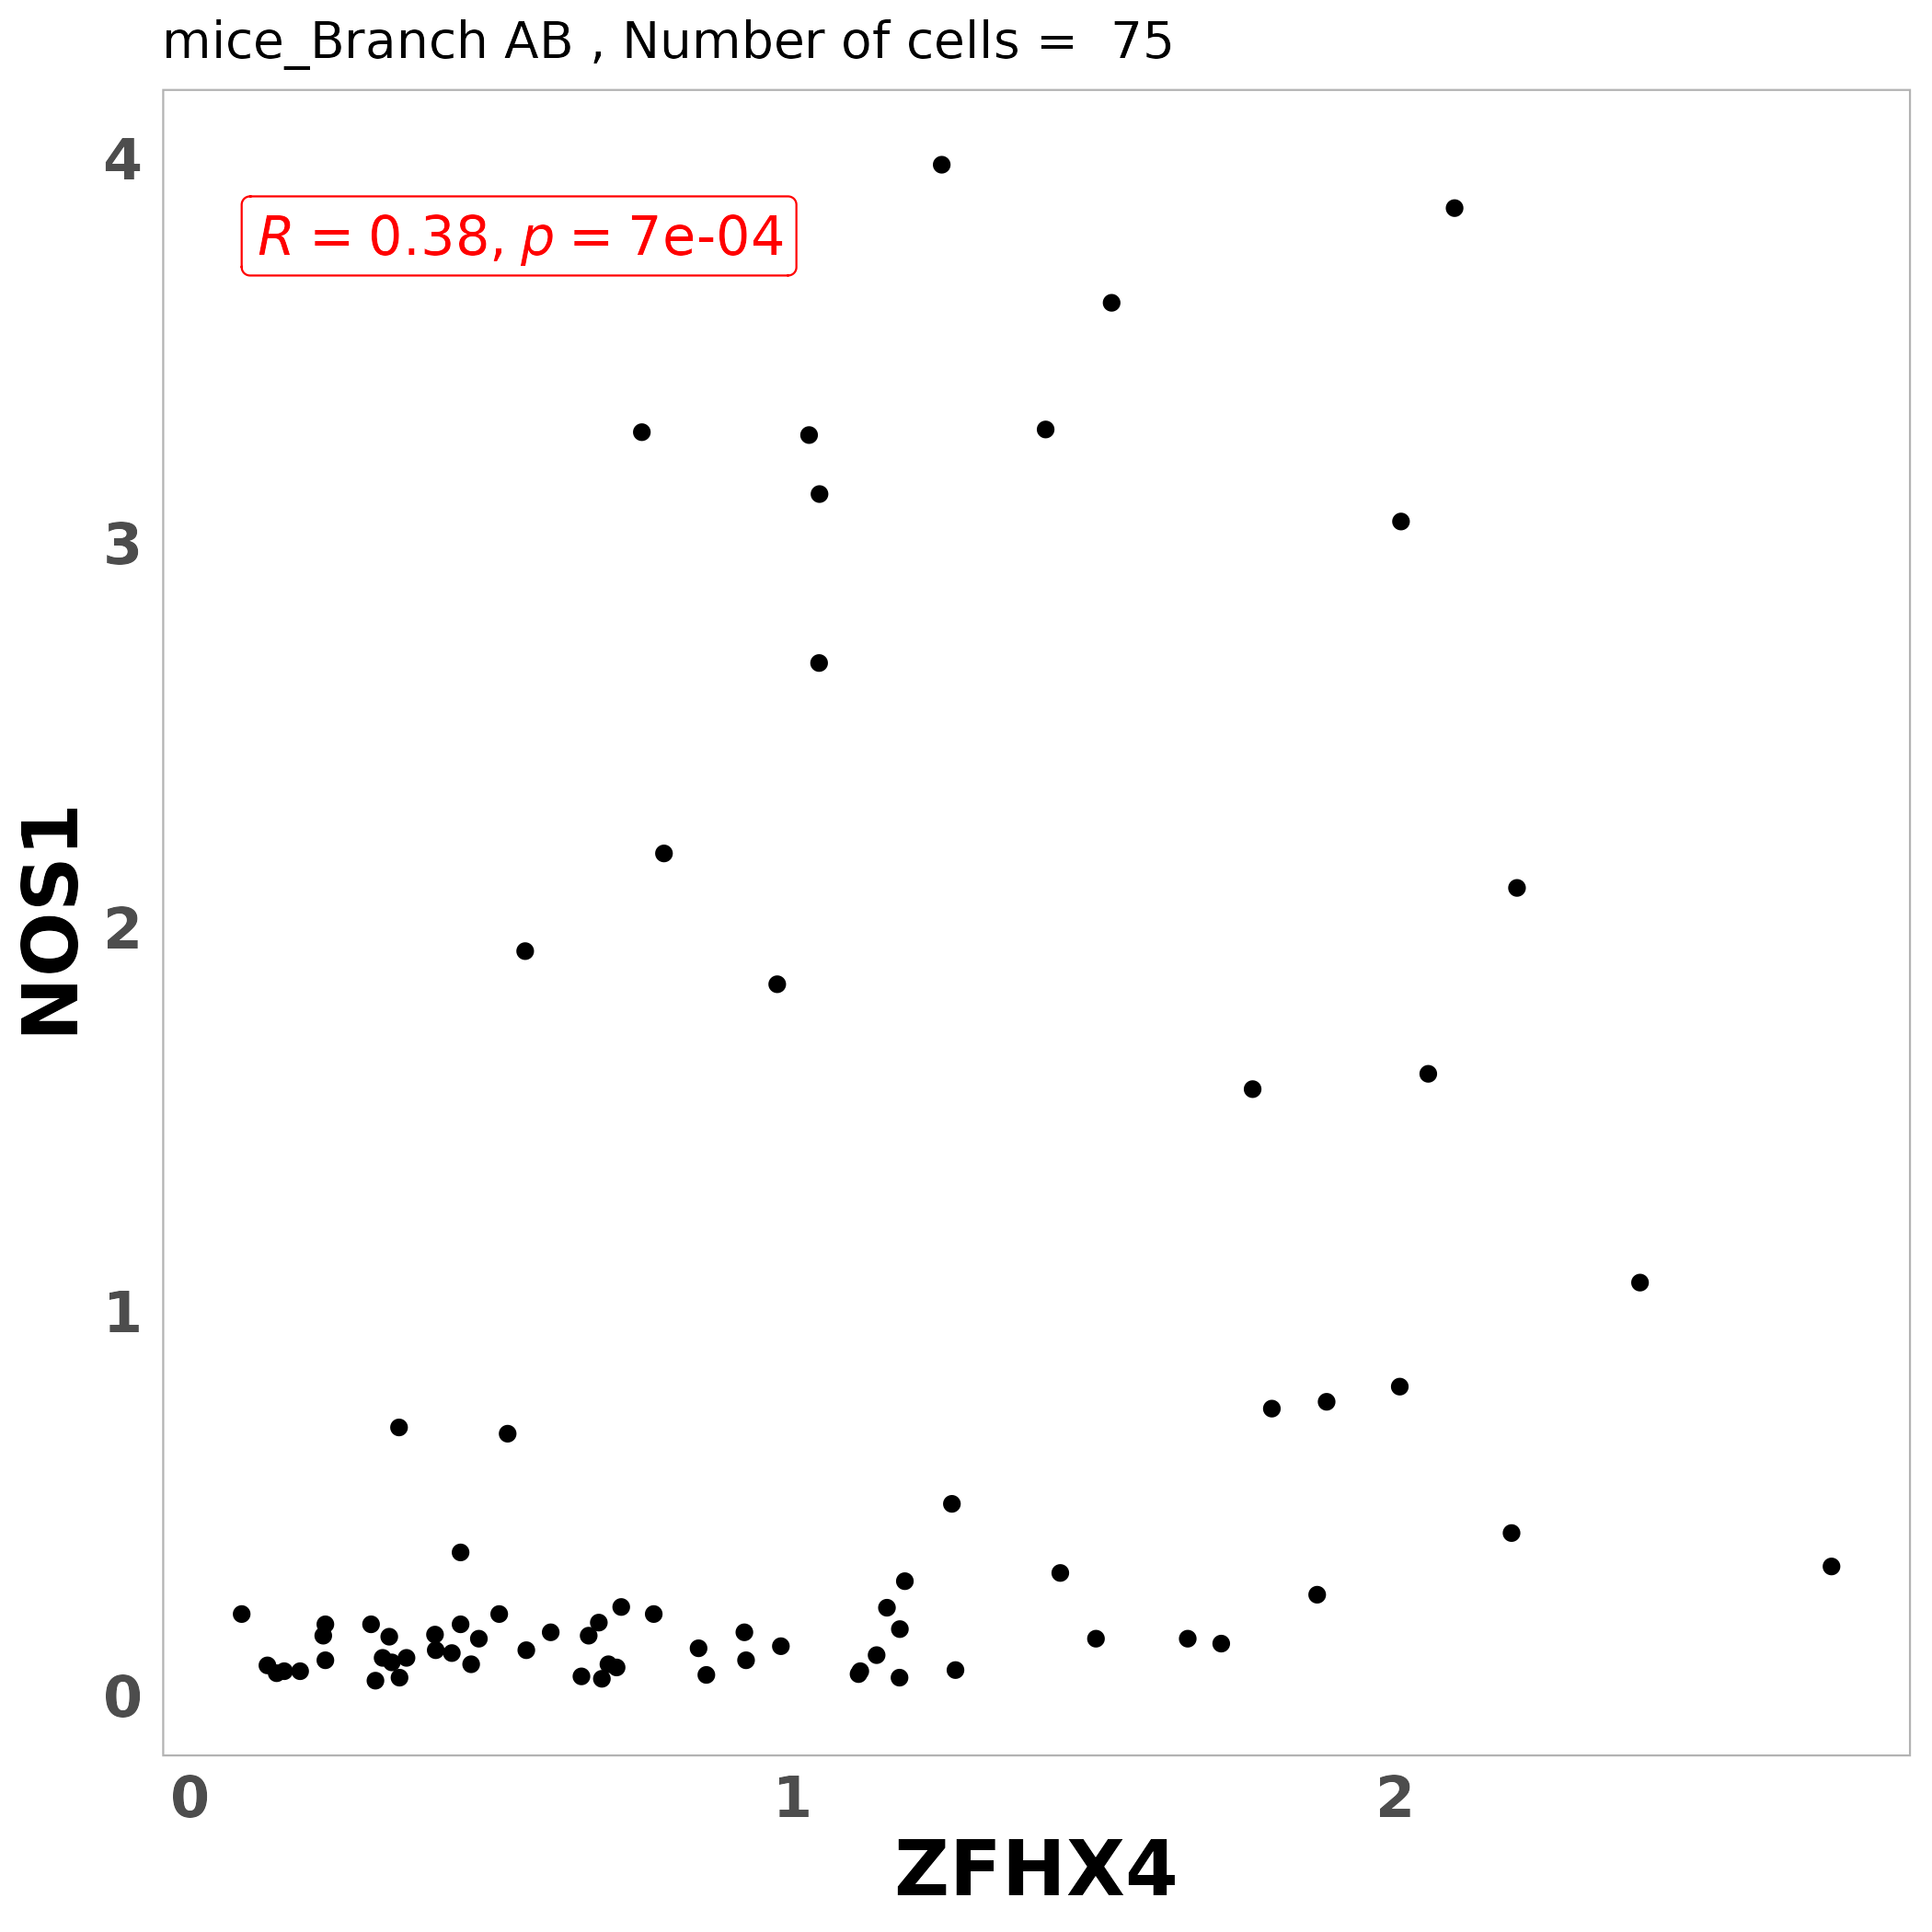 mice_Branch AB , Number of cells =  75
R = 0.38, p = 7e-04
NOS1
4
3
2
1
0
0 1 2
ZFHX4